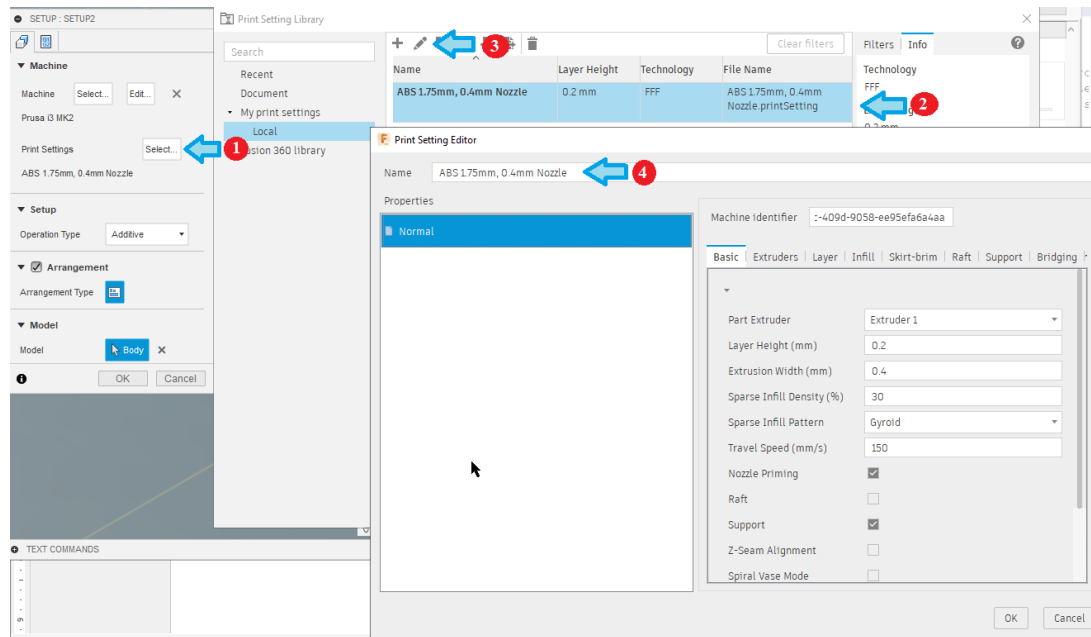 SETUP : SETUP2
Machine
Machine Select... Edit...
Prusa i3 MK2
Print Settings Select... 1
ABS 1.75mm, 0.4mm Nozzle
Setup
Operation Type Additive
Arrangement
Arrangement Type
Model
Model Body
OK Cancel
TEXT COMMANDS
Print Setting Library
Search
Recent
Document
My print settings
Local
library
3
Clear filters
Name Layer Height Technology File Name
ABS 1.75mm, 0.4mm Nozzle 0.2 mm FFF ABS 1.75mm, 0.4mm
Nozzle.printSetting
Filters Info
Technology
FFF
2
0.2 mm
Print Setting Editor
Name ABS 1.75mm, 0.4mm Nozzle 4
Properties
Normal
Machine identifier :-409d-9058-ee95efa6a4aa
Basic Extruders Layer Infill Skirt-brim Raft Support Bridging
Part Extruder Extruder 1
Layer Height (mm) 0.2
Extrusion Width (mm) 0.4
Sparse Infill Density (%) 30
Sparse Infill Pattern Gyroid
Travel Speed (mm/s) 150
Nozzle Priming
Raft
Support
Z-Seam Alignment
Spiral Vase Mode
OK Cancel